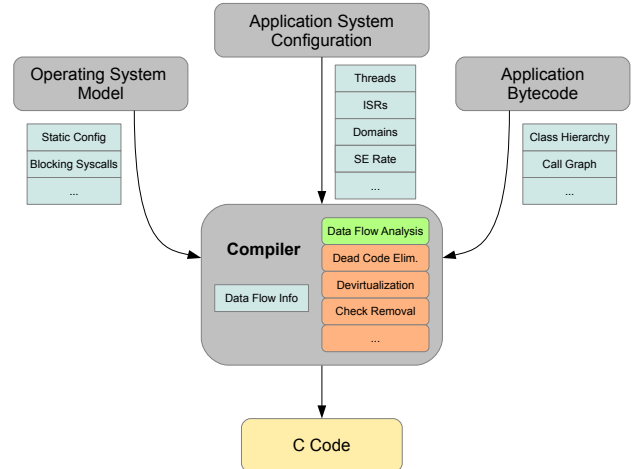 Application System
Configuration
Operating System
Model
Application
Bytecode
Static Config
Blocking Syscalls
...
Threads
ISRs
Domains
SE Rate
...
Class Hierarchy
Call Graph
...
Compiler
Data Flow Info
Data Flow Analysis
Dead Code Elim.
Devirtualization
Check Removal
...
C Code